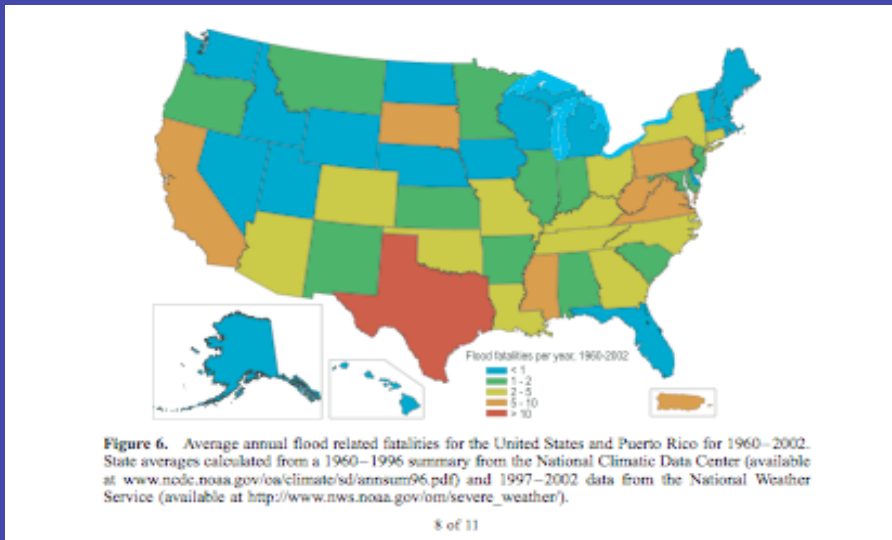 Flood fatalities per year, 1960-2002
< 1
1 - 2
2 - 5
5 - 10
> 10
Figure 6. Average annual flood related fatalities for the United States and Puerto Rico for 1960–2002.
State averages calculated from a 1960–1996 summary from the National Climatic Data Center (available
at www.ncdc.noaa.gov/oa/climate/sd/annsum96.pdf) and 1997–2002 data from the National Weather
Service (available at http://www.nws.noaa.gov/om/severe_weather/).
8 of 11